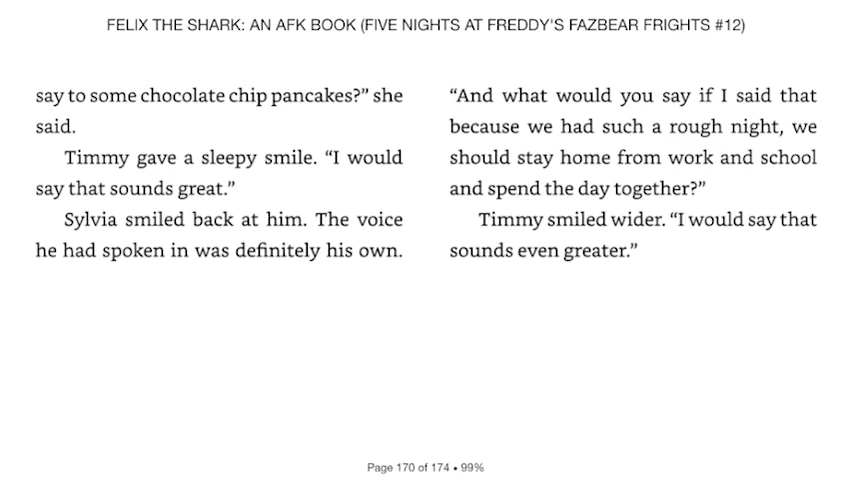 FELIX THE SHARK: AN AFK BOOK (FIVE NIGHTS AT FREDDY'S FAZBEAR FRIGHTS #12)
say to some chocolate chip pancakes?” she
said.
Timmy gave a sleepy smile. “I would
say that sounds great.”
Sylvia smiled back at him. The voice
he had spoken in was definitely his own.
“And what would you say if I said that
because we had such a rough night, we
should stay home from work and school
and spend the day together?”
Timmy smiled wider. “I would say that
sounds even greater.”
Page 170 of 174 • 99%